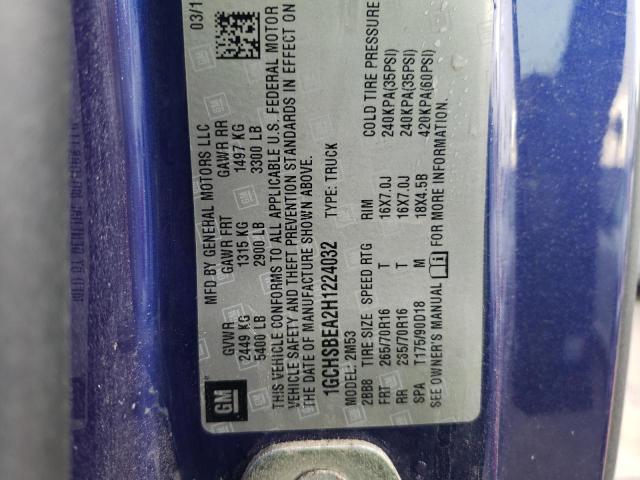 GM
03/1
MFD BY GENERAL MOTORS LLC
GVWR GAWR FRT GAWR RR
2449 KG 1315 KG 1497 KG
5400 LB 2900 LB 3300 LB
THIS VEHICLE CONFORMS TO ALL APPLICABLE U.S. FEDERAL MOTOR
VEHICLE SAFETY AND THEFT PREVENTION STANDARDS IN EFFECT ON
THE DATE OF MANUFACTURE SHOWN ABOVE.
1GCHSBEA2H1224032 TYPE: TRUCK
MODEL: 2M53
2BB8 TIRE SIZE SPEED RTG RIM COLD TIRE PRESSURE
FRT 265/70R16 T 16X7.0J 240KPA(35PSI)
RR 265/70R16 T 16X7.0J 240KPA(35PSI)
SPA T175/90D18 M 18X4.5B 420KPA(60PSI)
SEE OWNER'S MANUAL FOR MORE INFORMATION.